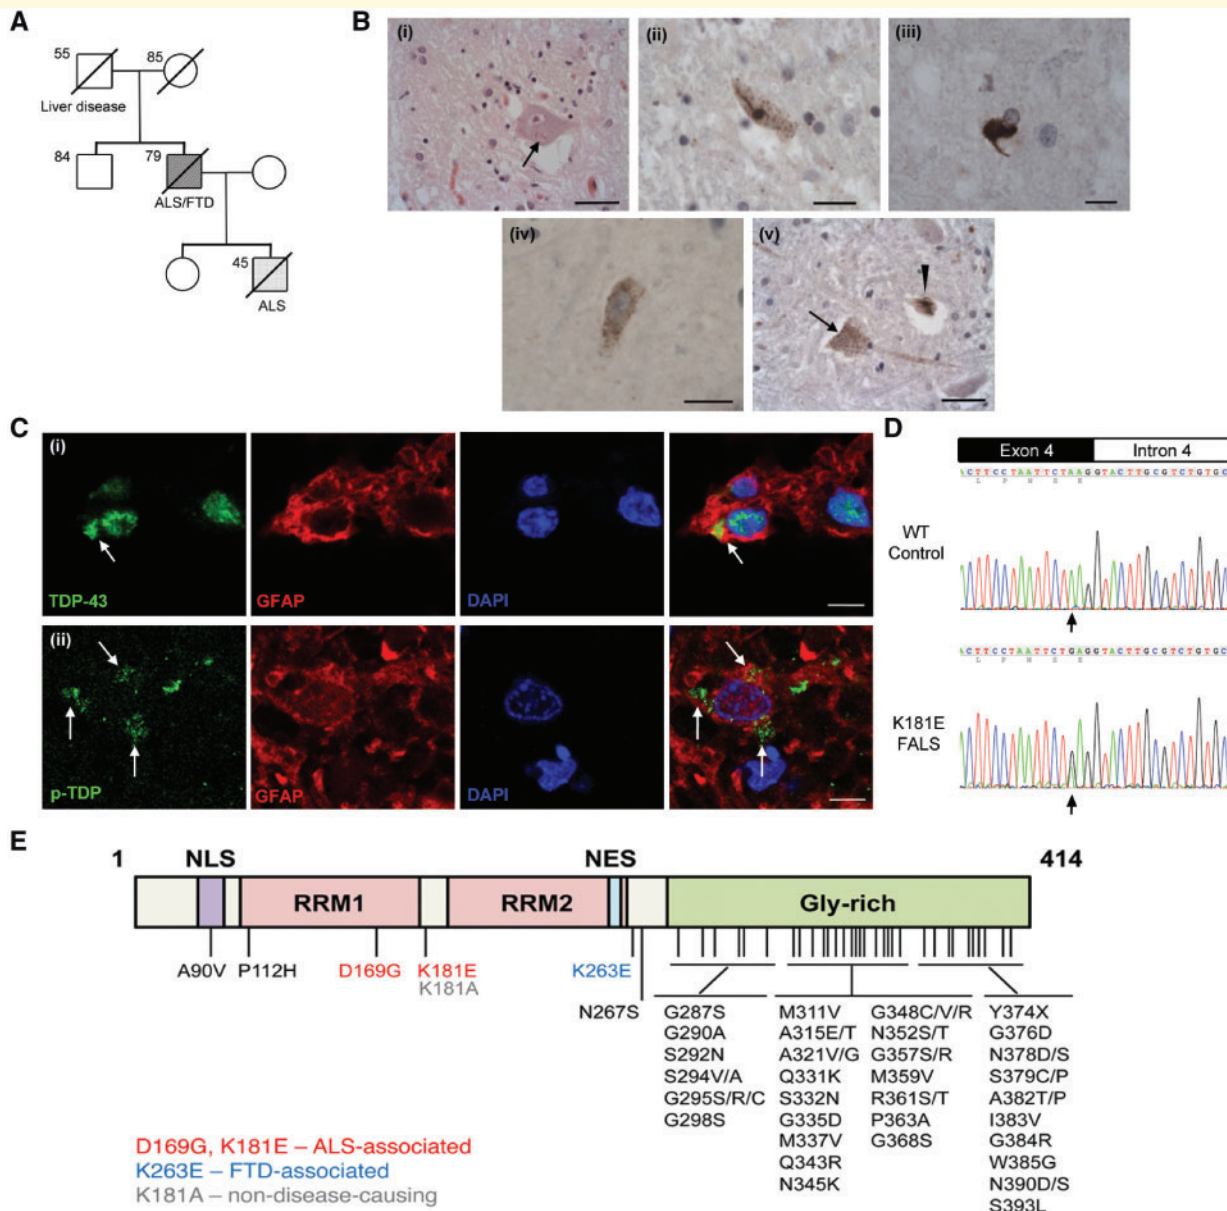 A
55
85
Liver disease
84
79
ALS/FTD
45
ALS
B
(i)
(ii)
(iii)
(iv)
(v)
C
(i)
TDP-43
GFAP
DAPI
(ii)
p-TDP
GFAP
DAPI
D
Exon 4
Intron 4
ACTTCCTAATTCTAAGGTACTTGCGTCTGTGC
L P N S K
WT
Control
ACTTCCTAATTCTGAGGTACTTGCGTCTGTGC
L P N S E
K181E
FALS
E
1
NLS
NES
414
RRM1
RRM2
Gly-rich
A90V
P112H
D169G
K181E
K181A
K263E
N267S
G287S
G290A
S292N
S294V/A
G295S/R/C
G298S
M311V
A315E/T
A321V/G
Q331K
S332N
G335D
M337V
Q343R
N345K
G348C/V/R
N352S/T
G357S/R
M359V
R361S/T
P363A
G368S
Y374X
G376D
N378D/S
S379C/P
A382T/P
I383V
G384R
W385G
N390D/S
S393L
D169G, K181E – ALS-associated
K263E – FTD-associated
K181A – non-disease-causing